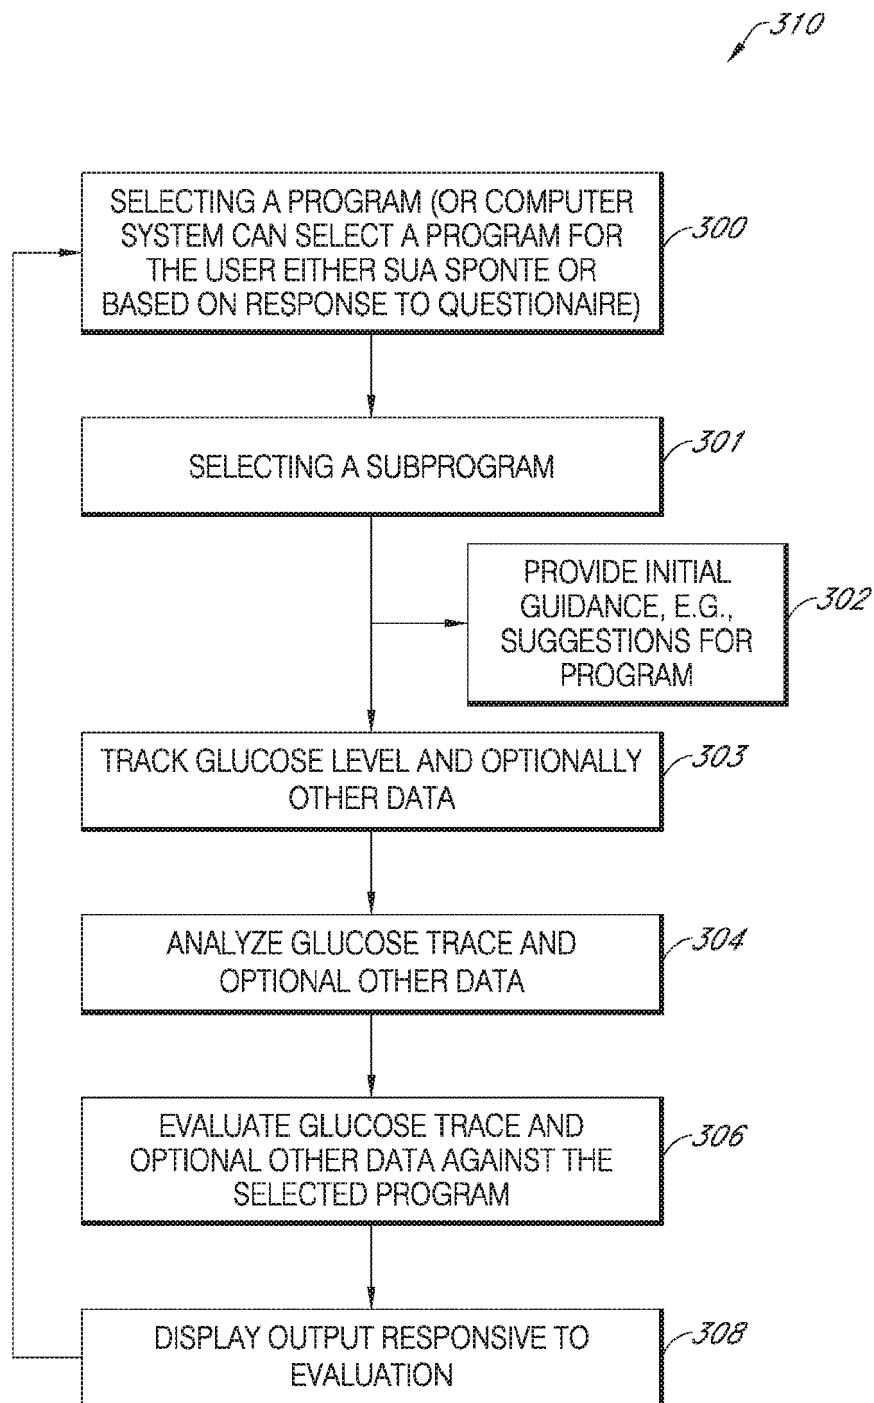 310
SELECTING A PROGRAM (OR COMPUTER
SYSTEM CAN SELECT A PROGRAM FOR
THE USER EITHER SUA SPONTE OR
BASED ON RESPONSE TO QUESTIONAIRE)
300
SELECTING A SUBPROGRAM
301
PROVIDE INITIAL
GUIDANCE, E.G.,
SUGGESTIONS FOR
PROGRAM
302
TRACK GLUCOSE LEVEL AND OPTIONALLY
OTHER DATA
303
ANALYZE GLUCOSE TRACE AND
OPTIONAL OTHER DATA
304
EVALUATE GLUCOSE TRACE AND
OPTIONAL OTHER DATA AGAINST THE
SELECTED PROGRAM
306
DISPLAY OUTPUT RESPONSIVE TO
EVALUATION
308